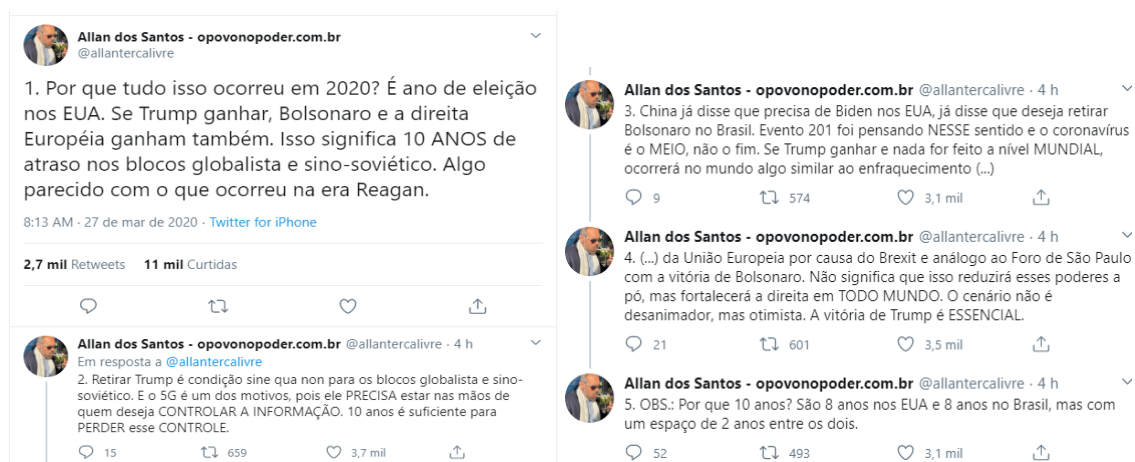 Allan dos Santos - opovonopoder.com.br
@allantercalivre
1. Por que tudo isso ocorreu em 2020? É ano de eleição
nos EUA. Se Trump ganhar, Bolsonaro e a direita
Européia ganham também. Isso significa 10 ANOS de
atraso nos blocos globalista e sino-soviético. Algo
parecido com o que ocorreu na era Reagan.
8:13 AM · 27 de mar de 2020 · Twitter for iPhone
2,7 mil Retweets 11 mil Curtidas
Allan dos Santos - opovonopoder.com.br @allantercalivre · 4 h
Em resposta a @allantercalivre
2. Retirar Trump é condição sine qua non para os blocos globalista e sino-
soviético. E o 5G é um dos motivos, pois ele PRECISA estar nas mãos de
quem deseja CONTROLAR A INFORMAÇÃO. 10 anos é suficiente para
PERDER esse CONTROLE.
15 659 3,7 mil
Allan dos Santos - opovonopoder.com.br @allantercalivre · 4 h
3. China já disse que precisa de Biden nos EUA, já disse que deseja retirar
Bolsonaro no Brasil. Evento 201 foi pensando NESSE sentido e o coronavírus
é o MEIO, não o fim. Se Trump ganhar e nada for feito a nível MUNDIAL,
ocorrerá no mundo algo similar ao enfraquecimento (...)
9 574 3,1 mil
Allan dos Santos - opovonopoder.com.br @allantercalivre · 4 h
4. (...) da União Europeia por causa do Brexit e análogo ao Foro de São Paulo
com a vitória de Bolsonaro. Não significa que isso reduzirá esses poderes a
pó, mas fortalecerá a direita em TODO MUNDO. O cenário não é
desanimador, mas otimista. A vitória de Trump é ESSENCIAL.
21 601 3,5 mil
Allan dos Santos - opovonopoder.com.br @allantercalivre · 4 h
5. OBS.: Por que 10 anos? São 8 anos nos EUA e 8 anos no Brasil, mas com
um espaço de 2 anos entre os dois.
52 493 3,1 mil